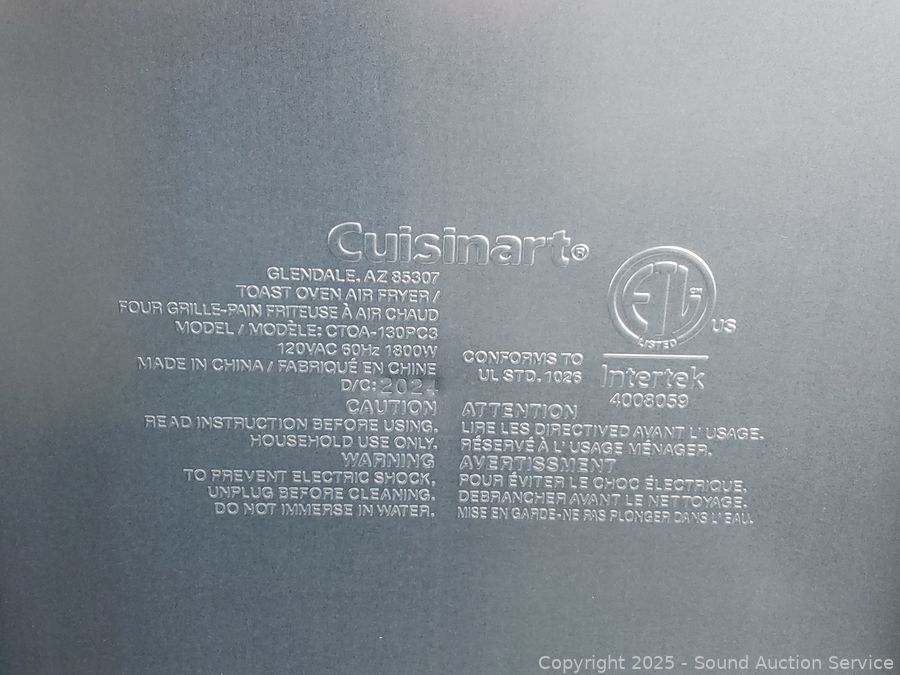 Cuisinart®
GLENDALE, AZ 85307
TOAST OVEN AIR FRYER /
FOUR GRILLE-PAIN FRITEUSE À AIR CHAUD
MODEL / MODÈLE: CTOA-130PC3
120VAC 60Hz 1800W
MADE IN CHINA / FABRIQUÉ EN CHINE
D/C: 2024
CAUTION
READ INSTRUCTION BEFORE USING,
HOUSEHOLD USE ONLY.
WARNING
TO PREVENT ELECTRIC SHOCK,
UNPLUG BEFORE CLEANING.
DO NOT IMMERSE IN WATER.
CONFORMS TO
UL STD. 1026
ETL CM
LISTED
US
Intertek
4008059
ATTENTION
LIRE LES DIRECTIVED AVANT L' USAGE.
RÉSERVÉ À L' USAGE MÉNAGER.
AVERTISSMENT
POUR ÉVITER LE CHOC ÉLECTRIQUE,
DEBRANCHER AVANT LE NETTOYAGE.
MISE EN GARDE-NE PAS PLONGER DANS L' EAU.
Copyright 2025 - Sound Auction Service